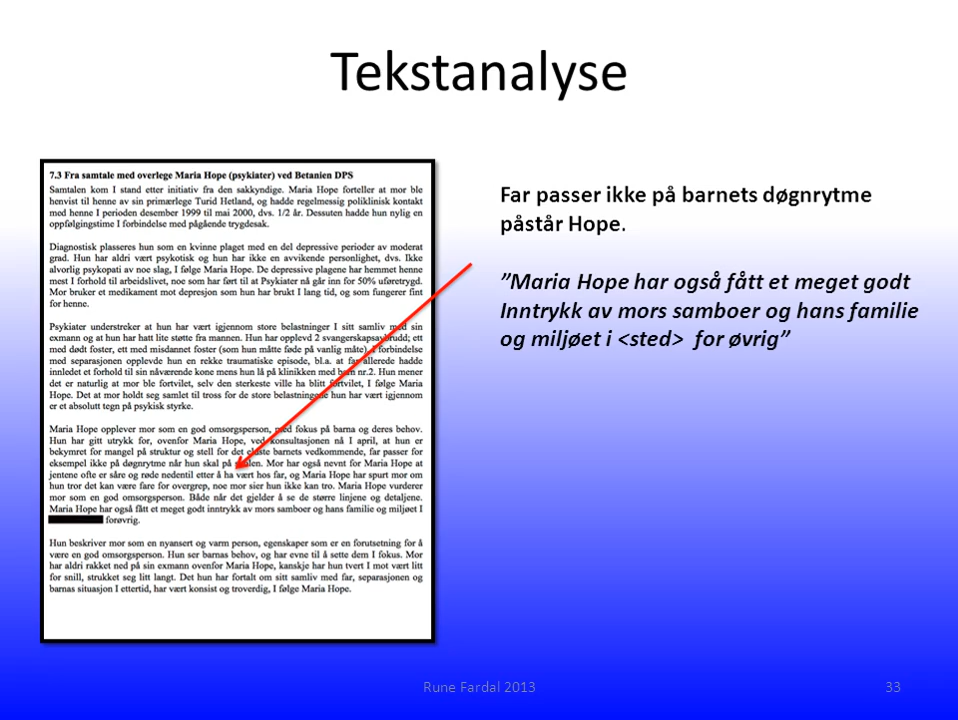 Tekstanalyse
7.3 Fra samtale med overlege Maria Hope (psykiater) ved Betanien DPS
Samtalen kom I stand etter initiativ fra den sakkyndige. Maria Hope forteller at mor ble
henvist til henne av sin primærlege Turid Hetland, og hadde regelmessig poliklinisk kontakt
med henne I perioden desember 1999 til mai 2000, dvs. 1/2 år. Dessuten hadde hun nylig en
oppfølgingstime I forbindelse med pågående trygdesak.
Diagnostisk plasseres hun som en kvinne plaget med en del depressive perioder av moderat
grad. Hun har aldri vært psykotisk og hun har ikke en avvikende personlighet, dvs. Ikke
alvorlig psykopati av noe slag, I følge Maria Hope. De depressive plagene har hemmet henne
mest I forhold til arbeidslivet, noe som har ført til at Psykiater nå går inn for 50% uføretrygd.
Mor bruker et medikament mot depresjon som hun har brukt I lang tid, og som fungerer fint
for henne.
Psykiater understreker at hun har vært igjennom store belastninger I sitt samliv med sin
exmann og at hun har hatt lite støtte fra mannen. Hun har opplevd 2 svangerskapsavbrudd; ett
med dødt foster, ett med misdannet foster (som hun måtte føde på vanlig måte). I forbindelse
med separasjonen opplevde hun en rekke traumatiske episode, bl.a. at far allerede hadde
innledet et forhold til sin nåværende kone mens hun lå på klinikken med barn nr.2. Hun mener
det er naturlig at mor ble fortvilet, selv den sterkeste ville ha blitt fortvilet, I følge Maria
Hope. Det at mor holdt seg samlet til tross for de store belastningene hun har vært igjennom
er et absolutt tegn på psykisk styrke.
Maria Hope opplever mor som en god omsorgsperson, med fokus på barna og deres behov.
Hun har gitt utrykk for, ovenfor Maria Hope, ved konsultasjonen nå I april, at hun er
bekymret for mangel på struktur og stell for det eldste barnets vedkommende, far passer for
eksempel ikke på døgnrytme når hun skal på skolen. Mor har også nevnt for Maria Hope at
jentene ofte er såre og røde nedentil etter å ha vært hos far, og Maria Hope har spurt mor om
hun tror det kan være fare for overgrep, noe mor sier hun ikke kan tro. Maria Hope vurderer
mor som en god omsorgsperson. Både når det gjelder å se de større linjene og detaljene.
Maria Hope har også fått et meget godt inntrykk av mors samboer og hans familie og miljøet I
forøvrig.
Hun beskriver mor som en nyansert og varm person, egenskaper som er en forutsetning for å
være en god omsorgsperson. Hun ser barnas behov, og har evne til å sette dem I fokus. Mor
har aldri rakket ned på sin exmann ovenfor Maria Hope, kanskje har hun tvert I mot vært litt
for snill, strukket seg litt langt. Det hun har fortalt om sitt samliv med far, separasjonen og
barnas situasjon I ettertid, har vært konsist og troverdig, I følge Maria Hope.
Far passer ikke på barnets døgnrytme
påstår Hope.
”Maria Hope har også fått et meget godt
Inntrykk av mors samboer og hans familie
og miljøet i <sted> for øvrig”
Rune Fardal 2013
33